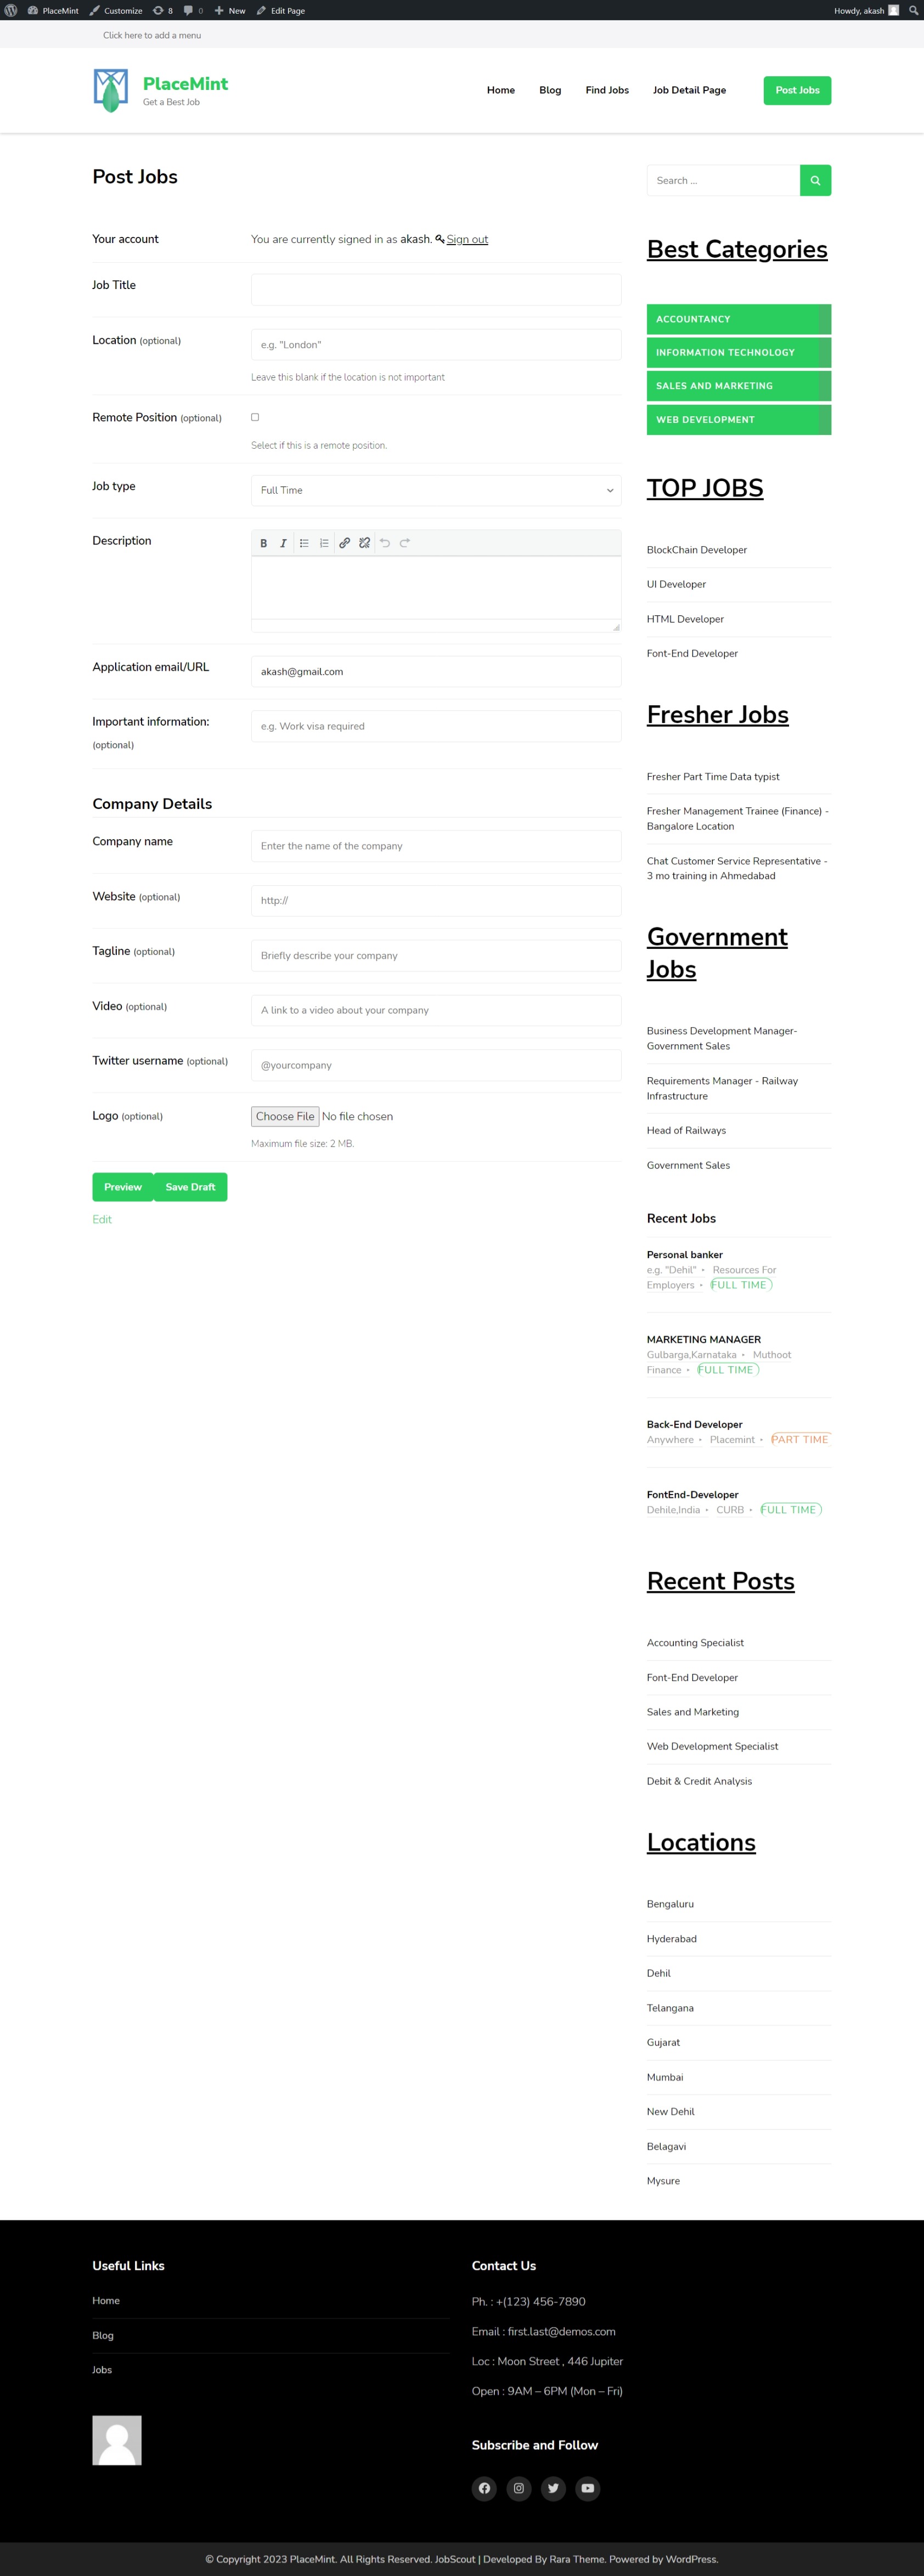 PlaceMint
Customize
8
0
New
Edit Page
Howdy, akash
Click here to add a menu
PlaceMint
Get a Best Job
Home
Blog
Find Jobs
Job Detail Page
Post Jobs
Post Jobs
Your account
You are currently signed in as akash. Sign out
Job Title
Location (optional)
e.g. "London"
Leave this blank if the location is not important
Remote Position (optional)
Select if this is a remote position.
Job type
Full Time
Description
B I
Application email/URL
akash@gmail.com
Important information:
(optional)
e.g. Work visa required
Company Details
Company name
Enter the name of the company
Website (optional)
http://
Tagline (optional)
Briefly describe your company
Video (optional)
A link to a video about your company
Twitter username (optional)
@yourcompany
Logo (optional)
Choose File No file chosen
Maximum file size: 2 MB.
Preview
Save Draft
Edit
Search ...
Best Categories
ACCOUNTANCY
INFORMATION TECHNOLOGY
SALES AND MARKETING
WEB DEVELOPMENT
TOP JOBS
BlockChain Developer
UI Developer
HTML Developer
Font-End Developer
Fresher Jobs
Fresher Part Time Data typist
Fresher Management Trainee (Finance) -
Bangalore Location
Chat Customer Service Representative -
3 mo training in Ahmedabad
Government
Jobs
Business Development Manager-
Government Sales
Requirements Manager - Railway
Infrastructure
Head of Railways
Government Sales
Recent Jobs
Personal banker
e.g. "Dehil" • Resources For
Employers • FULL TIME
MARKETING MANAGER
Gulbarga,Karnataka • Muthoot
Finance • FULL TIME
Back-End Developer
Anywhere • Placemint • PART TIME
FontEnd-Developer
Dehile,India • CURB • FULL TIME
Recent Posts
Accounting Specialist
Font-End Developer
Sales and Marketing
Web Development Specialist
Debit & Credit Analysis
Locations
Bengaluru
Hyderabad
Dehil
Telangana
Gujarat
Mumbai
New Dehil
Belagavi
Mysure
Useful Links
Home
Blog
Jobs
Contact Us
Ph. : +(123) 456-7890
Email : first.last@demos.com
Loc : Moon Street , 446 Jupiter
Open : 9AM – 6PM (Mon – Fri)
Subscribe and Follow
© Copyright 2023 PlaceMint. All Rights Reserved. JobScout | Developed By Rara Theme. Powered by WordPress.